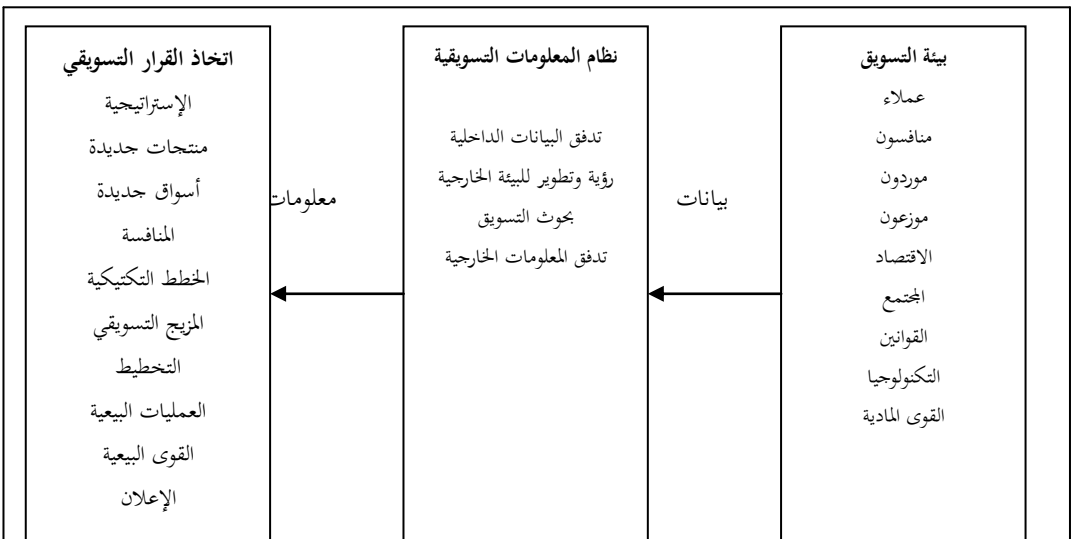 بيئة التسويق
عملاء
منافسون
موردون
موزعون
الاقتصاد
المجتمع
القوانين
التكنولوجيا
القوى المادية
بيانات
نظام المعلومات التسويقية
تدفق البيانات الداخلية
رؤية وتطوير للبيئة الخارجية
بحوث التسويق
تدفق المعلومات الخارجية
معلومات
اتخاذ القرار التسويقي
الإستراتيجية
منتجات جديدة
أسواق جديدة
المنافسة
الخطط التكتيكية
المزيج التسويقي
التخطيط
العمليات البيعية
القوى البيعية
الإعلان